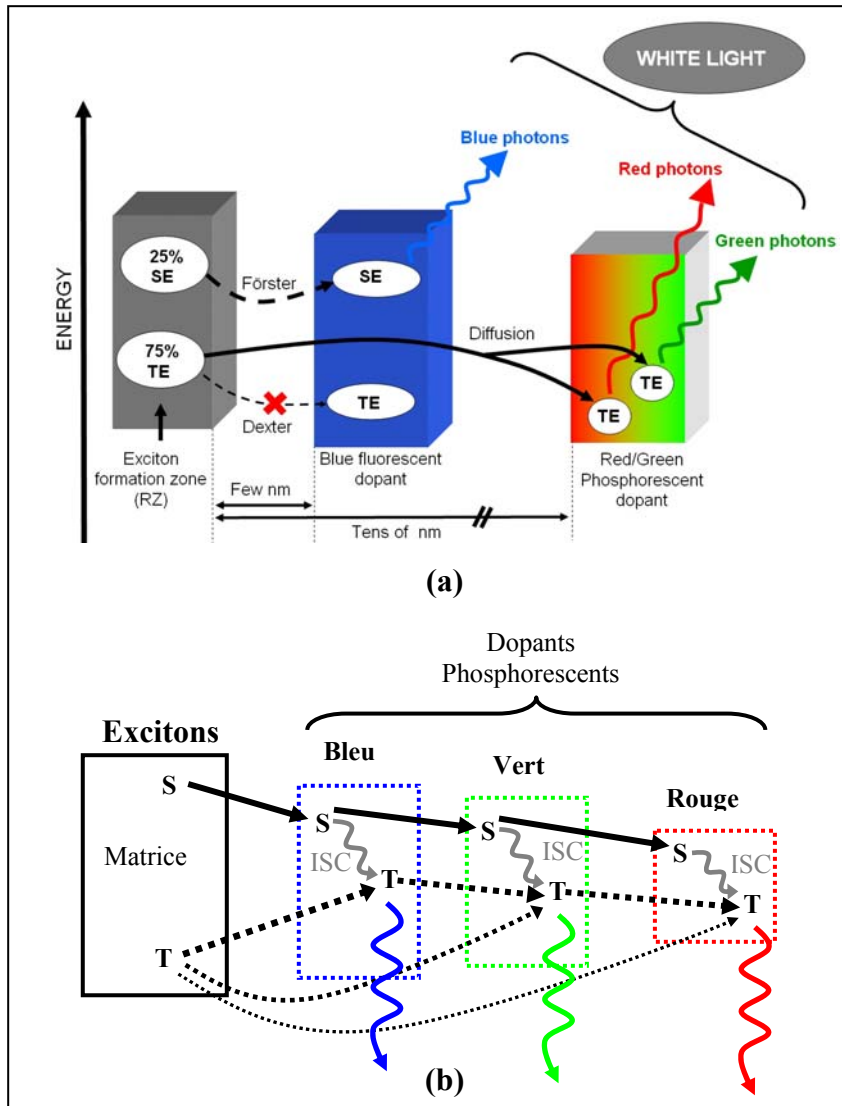 WHITE LIGHT
Blue photons
Red photons
Green photons
ENERGY
25%
SE
Förster
SE
75%
TE
Diffusion
Dexter
TE
TE
TE
Exciton
formation zone
(RZ)
Blue fluorescent
dopant
Red/Green
Phosphorescent
dopant
Few nm
Tens of nm
(a)
Dopants
Phosphorescents
Excitons
Bleu
Vert
Rouge
S
S
S
S
Matrice
ISC
ISC
ISC
T
T
T
T
(b)